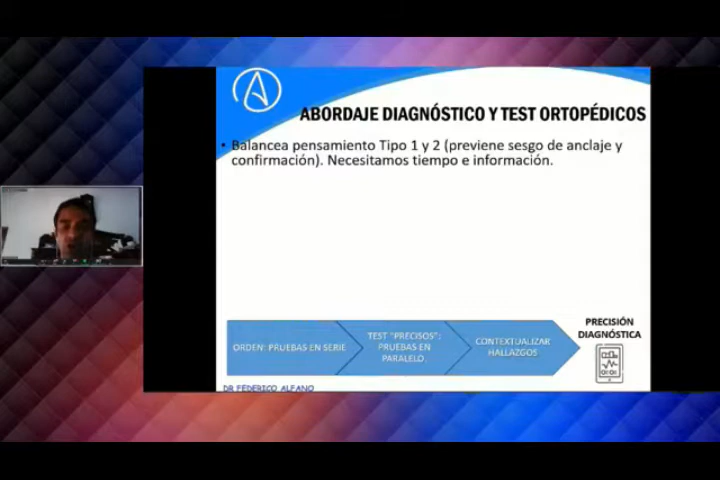 ABORDAJE DIAGNÓSTICO Y TEST ORTOPÉDICOS
• Balancea pensamiento Tipo 1 y 2 (previene sesgo de anclaje y
confirmación). Necesitamos tiempo e información.
ORDEN: PRUEBAS EN SERIE
TEST "PRECISOS":
PRUEBAS EN
PARALELO.
CONTEXTUALIZAR
HALLAZGOS
PRECISIÓN
DIAGNÓSTICA
DR FEDERICO ALFANO